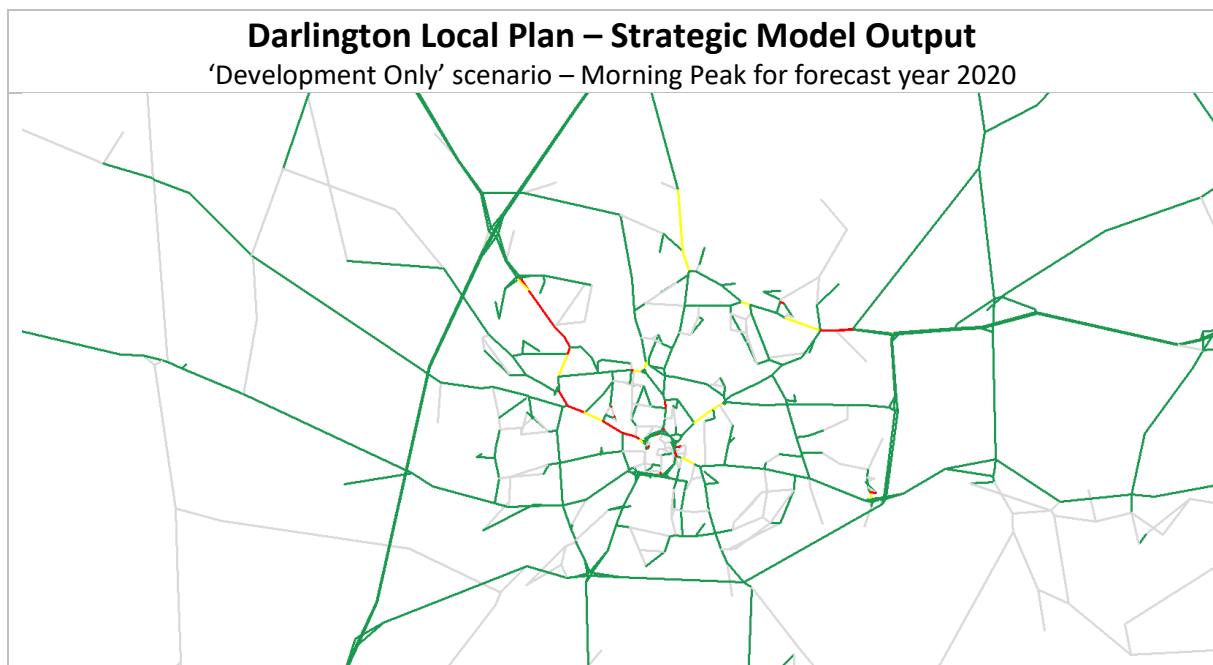 Darlington Local Plan – Strategic Model Output
‘Development Only’ scenario – Morning Peak for forecast year 2020